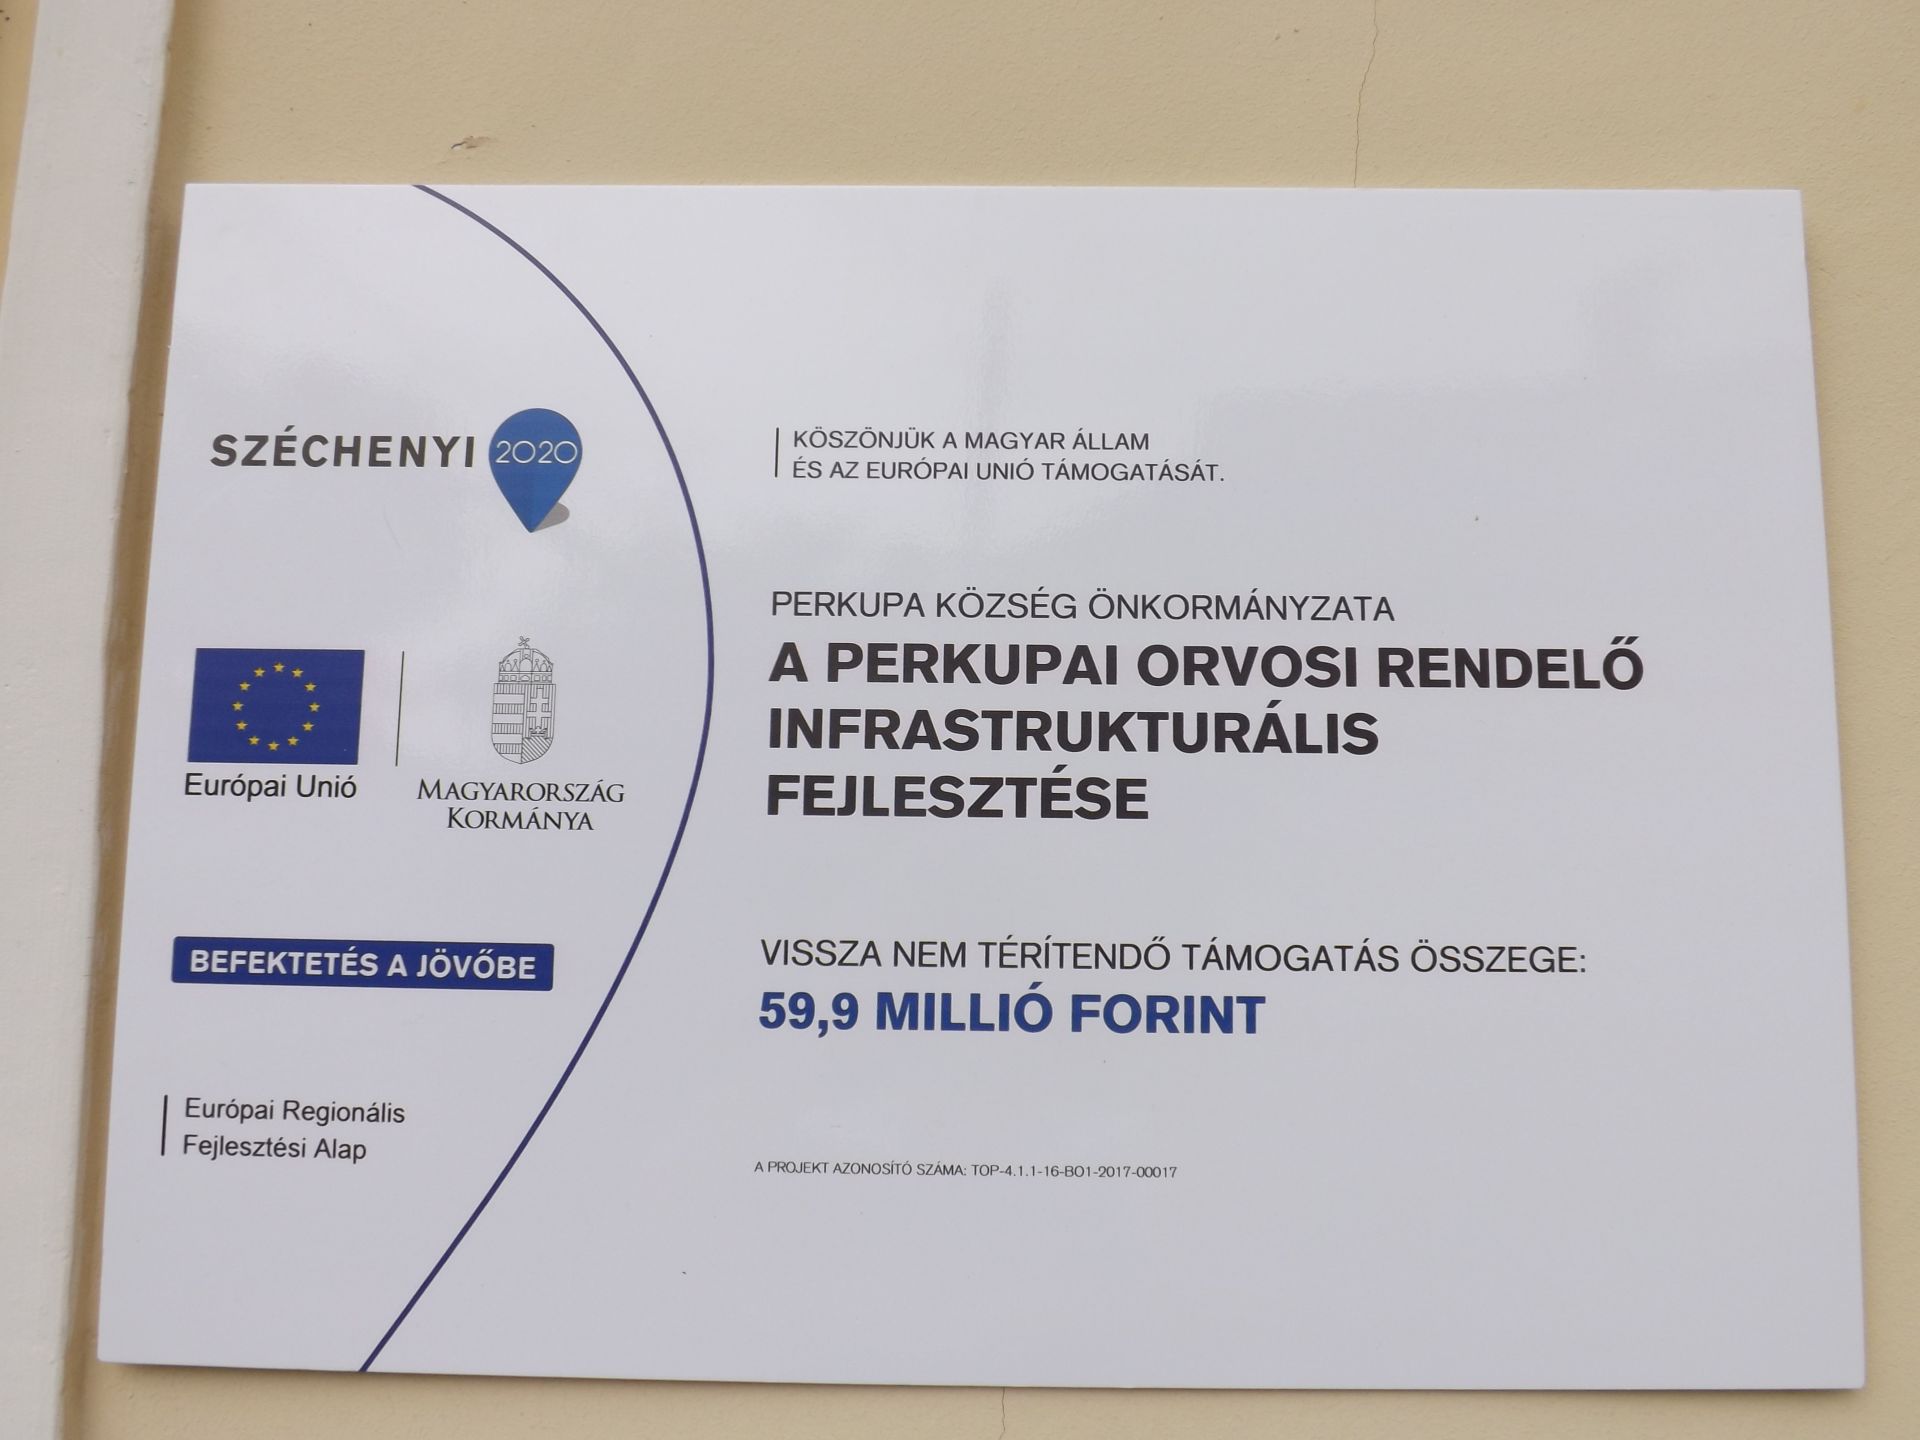 SZÉCHENYI 2020
Európai Unió
MAGYARORSZÁG
KORMÁNYA
BEFEKTETÉS A JÖVŐBE
Európai Regionális
Fejlesztési Alap
KÖSZÖNJÜK A MAGYAR ÁLLAM
ÉS AZ EURÓPAI UNIÓ TÁMOGATÁSÁT.
PERKUPA KÖZSÉG ÖNKORMÁNYZATA
A PERKUPAI ORVOSI RENDELŐ
INFRASTRUKTURÁLIS
FEJLESZTÉSE
VISSZA NEM TÉRÍTENDŐ TÁMOGATÁS ÖSSZEGE:
59,9 MILLIÓ FORINT
A PROJEKT AZONOSÍTÓ SZÁMA: TOP-4.1.1-16-BO1-2017-00017